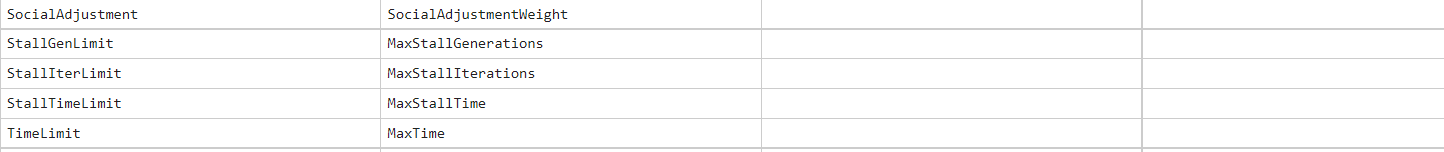 SocialAdjustment SocialAdjustmentWeight
StallGenLimit MaxStallGenerations
StallIterLimit MaxStallIterations
StallTimeLimit MaxStallTime
TimeLimit MaxTime